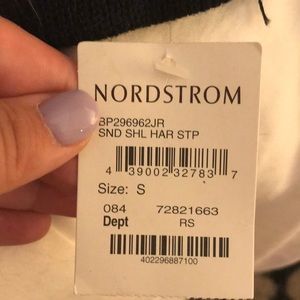 NORDSTROM
BP296962JR
SND SHL HAR STP
4 39002 32783 7
Size: S
084 72821663
Dept RS
402296887100